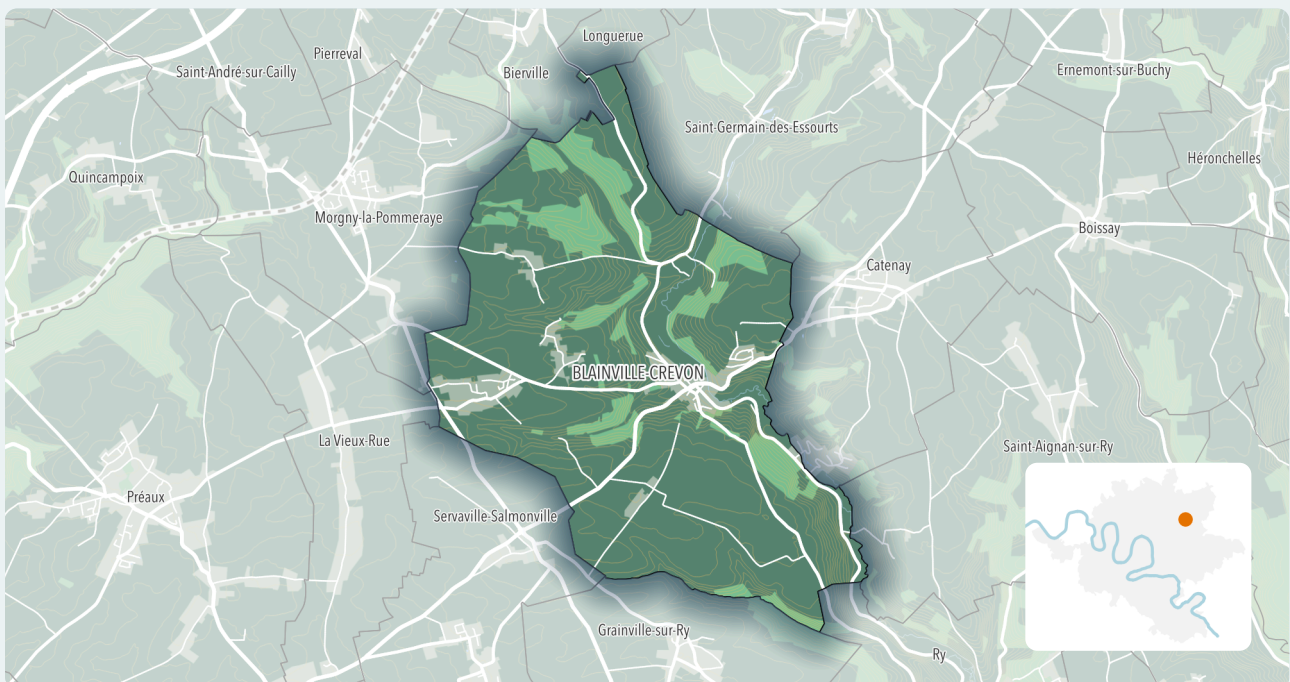 Longuerue
Pierreval
Saint-André-sur-Cailly
Bierville
Ernemont-sur-Buchy
Saint-Germain-des-Essourts
Héronchelles
Quincampoix
Morgny-la-Pommeraye
Boissay
Catenay
BLAINVILLE-CREVON
La Vieux-Rue
Saint-Aignan-sur-Ry
Préaux
Servaville-Salmonville
Grainville-sur-Ry
Ry